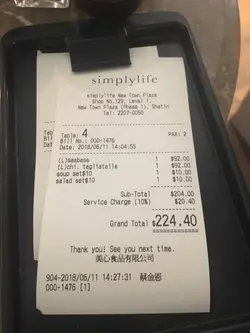 simplylife
simplylife New Town Plaza
Shop No.129, Level 1,
New Town Plaza (Phase 1), Shatin
Tel: 2207-0050
Table: 4 PAX: 2
Bill No.: 000-1476
Date: 2018/06/11 14:04:55
(L)seabass 1 $92.00
(L)chi. tagliatelle 1 $92.00
soup set$10 1 $10.00
salad set$10 1 $10.00
Sub-Total $204.00
Service Charge (10%) $20.40
Grand Total $224.40
Thank you! See you next time.
美心食品有限公司
904-2018/06/11 14:27:31
000-1476 [1]